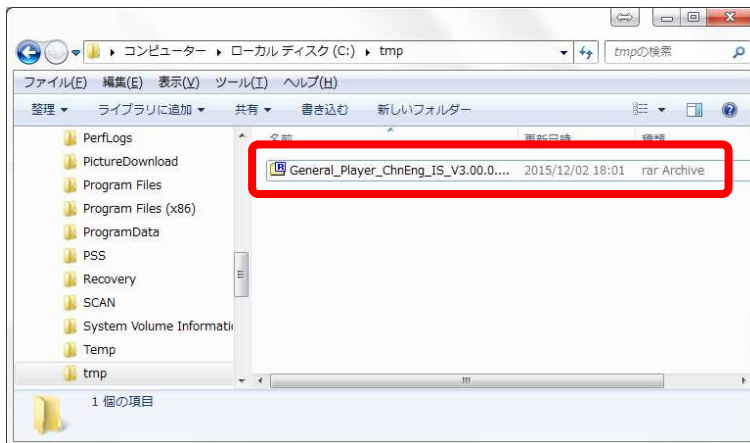 コンピューター ▸ ローカル ディスク (C:) ▸ tmp
tmpの検索
ファイル(F) 編集(E) 表示(V) ツール(T) ヘルプ(H)
整理 ライブラリに追加 共有 書き込む 新しいフォルダー
名前 更新日時 種類
PerfLogs
PictureDownload
Program Files
Program Files (x86)
ProgramData
PSS
Recovery
SCAN
System Volume Informati
Temp
tmp
General_Player_ChnEng_IS_V3.00.0.... 2015/12/02 18:01 rar Archive
1 個の項目